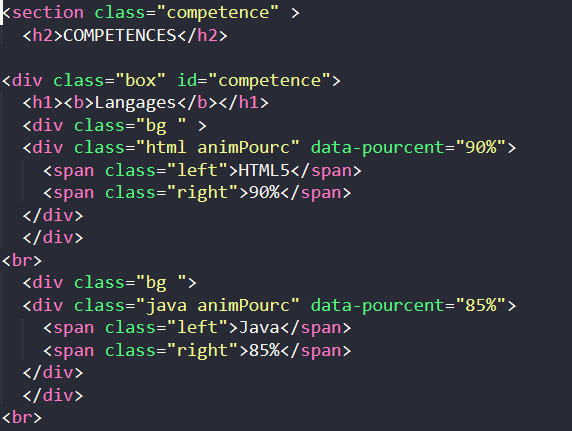 <section class="competence" >
<h2>COMPETENCES</h2>
<div class="box" id="competence">
<h1><b>Langages</b></h1>
<div class="bg " >
<div class="html animPourc" data-pourcent="90%">
<span class="left">HTML5</span>
<span class="right">90%</span>
</div>
</div>
<br>
<div class="bg ">
<div class="java animPourc" data-pourcent="85%">
<span class="left">Java</span>
<span class="right">85%</span>
</div>
</div>
<br>